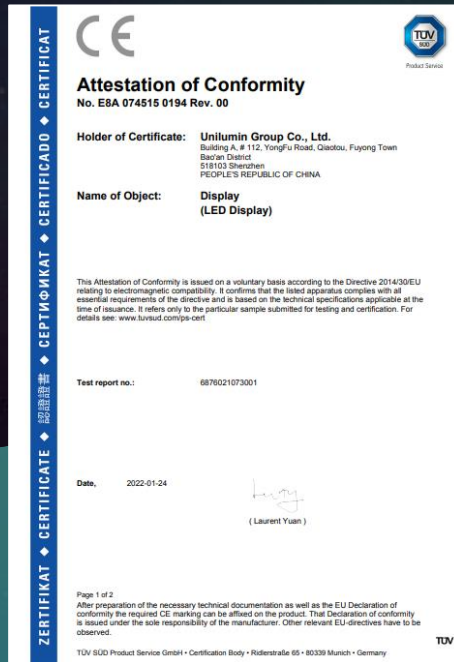 ZERTIFIKAT ◆ CERTIFICATE ◆ 認證證書 ◆ СЕРТИФИКАТ ◆ CERTIFICADO ◆ CERTIFICAT
CE
TÜV
SÜD
Product Service
Attestation of Conformity
No. E8A 074515 0194 Rev. 00
Holder of Certificate: Unilumin Group Co., Ltd.
Building A, # 112, YongFu Road, Qiaotou, Fuyong Town
Bao'an District
518103 Shenzhen
PEOPLE'S REPUBLIC OF CHINA
Name of Object: Display
(LED Display)
This Attestation of Conformity is issued on a voluntary basis according to the Directive 2014/30/EU
relating to electromagnetic compatibility. It confirms that the listed apparatus complies with all
essential requirements of the directive and is based on the technical specifications applicable at the
time of issuance. It refers only to the particular sample submitted for testing and certification. For
details see: www.tuvsud.com/ps-cert
Test report no.: 6876021073001
Date, 2022-01-24
( Laurent Yuan )
Page 1 of 2
After preparation of the necessary technical documentation as well as the EU Declaration of
conformity the required CE marking can be affixed on the product. That Declaration of conformity
is issued under the sole responsibility of the manufacturer. Other relevant EU-directives have to be
observed.
TÜV SÜD Product Service GmbH • Certification Body • Ridlerstraße 65 • 80339 Munich • Germany
TÜV